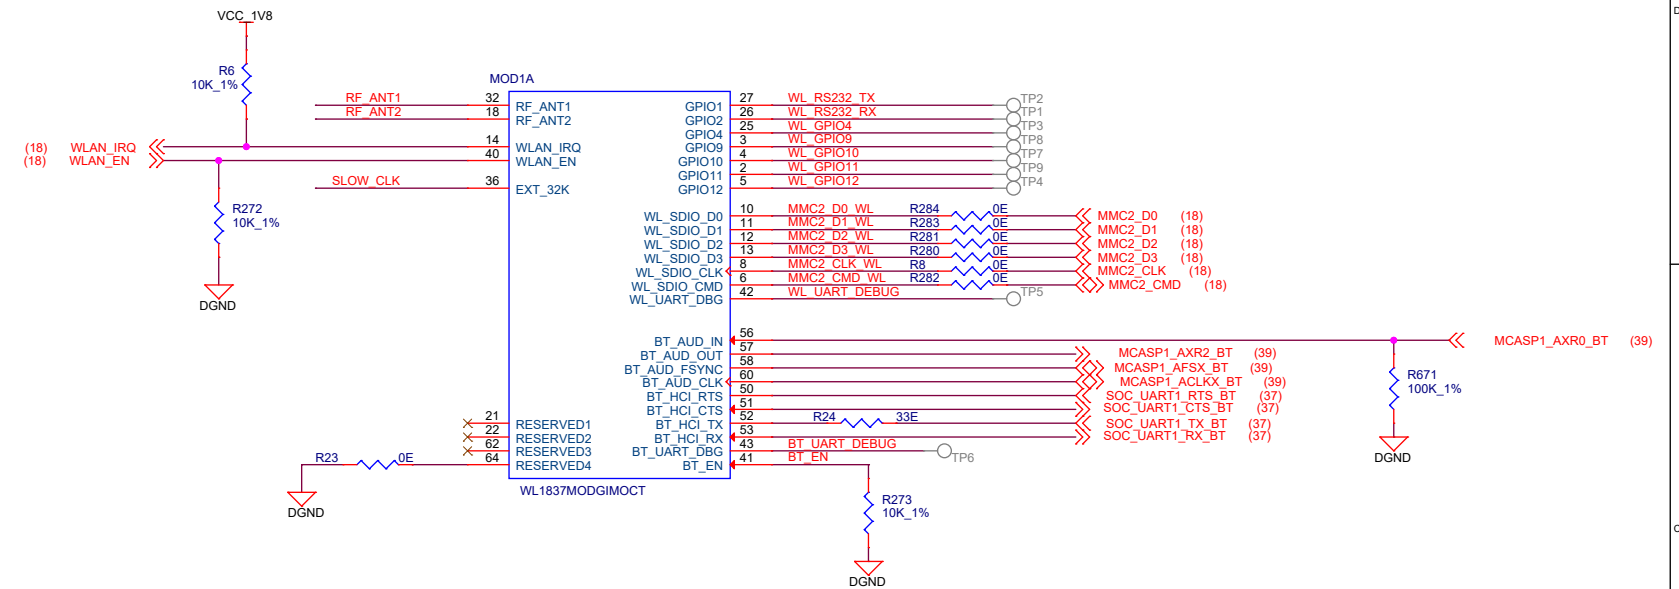 VCC_1V8
R6
10K_1%
MOD1A
RF_ANT1 32 RF_ANT1
RF_ANT2 18 RF_ANT2
(18) WLAN_IRQ 14 WLAN_IRQ
(18) WLAN_EN 40 WLAN_EN
SLOW_CLK 36 EXT_32K
R272
10K_1%
DGND
21 RESERVED1
22 RESERVED2
62 RESERVED3
R23 0E 64 RESERVED4
DGND
GPIO1 27 WL_RS232_TX TP2
GPIO2 26 WL_RS232_RX TP1
GPIO4 25 WL_GPIO4 TP3
GPIO9 3 WL_GPIO9 TP8
GPIO10 4 WL_GPIO10 TP7
GPIO11 2 WL_GPIO11 TP9
GPIO12 5 WL_GPIO12 TP4
WL_SDIO_D0 10 MMC2_D0_WL R284 0E MMC2_D0 (18)
WL_SDIO_D1 11 MMC2_D1_WL R283 0E MMC2_D1 (18)
WL_SDIO_D2 12 MMC2_D2_WL R281 0E MMC2_D2 (18)
WL_SDIO_D3 13 MMC2_D3_WL R280 0E MMC2_D3 (18)
WL_SDIO_CLK 8 MMC2_CLK_WL R8 0E MMC2_CLK (18)
WL_SDIO_CMD 6 MMC2_CMD_WL R282 0E MMC2_CMD (18)
WL_UART_DBG 42 WL_UART_DEBUG TP5
BT_AUD_IN 56 MCASP1_AXR0_BT (39)
BT_AUD_OUT 57 MCASP1_AXR2_BT (39)
BT_AUD_FSYNC 58 MCASP1_AFSX_BT (39)
BT_AUD_CLK 60 MCASP1_ACLKX_BT (39)
BT_HCI_RTS 50 SOC_UART1_RTS_BT (37)
BT_HCI_CTS 51 SOC_UART1_CTS_BT (37)
BT_HCI_TX 52 R24 33E SOC_UART1_TX_BT (37)
BT_HCI_RX 53 SOC_UART1_RX_BT (37)
BT_UART_DBG 43 BT_UART_DEBUG TP6
BT_EN 41 BT_EN
R671
100K_1%
DGND
WL1837MODGIMOCT
R273
10K_1%
DGND